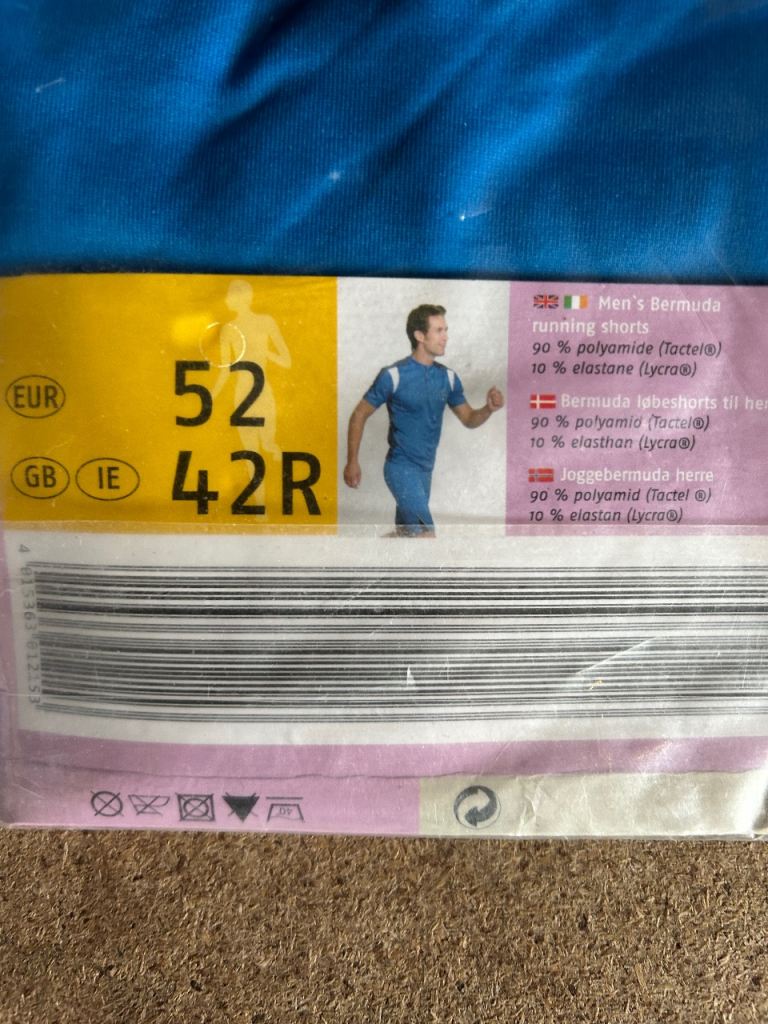 EUR 52
GB IE 42R
Men`s Bermuda
running shorts
90 % polyamide (Tactel®)
10 % elastane (Lycra®)
Bermuda løbeshorts til
90 % polyamid (Tactel®)
10 % elasthan (Lycra®)
Joggebermuda herre
90 % polyamid (Tactel ®)
10 % elastan (Lycra®)
40